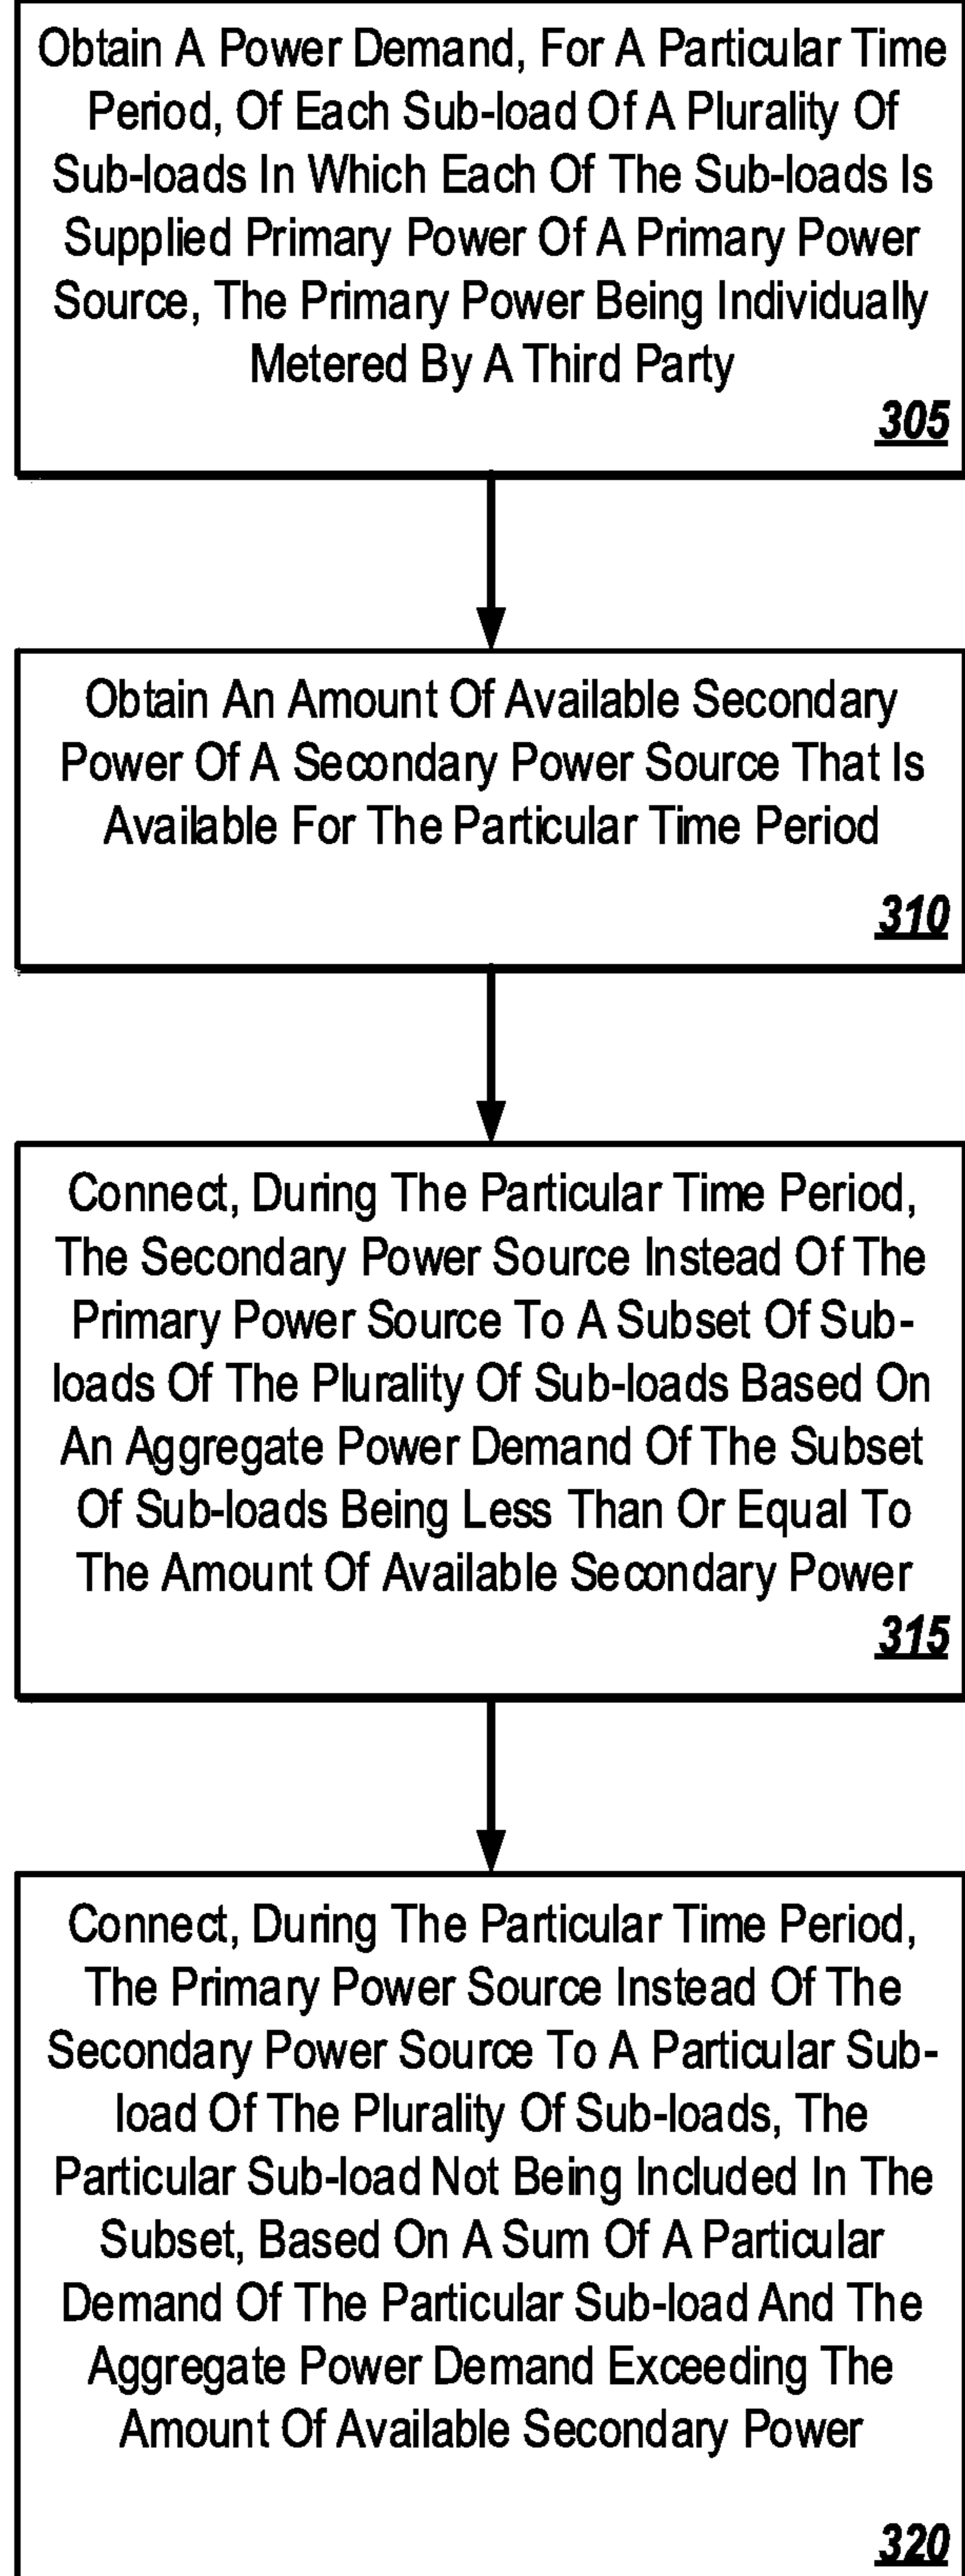 Obtain A Power Demand, For A Particular Time
Period, Of Each Sub-load Of A Plurality Of
Sub-loads In Which Each Of The Sub-loads Is
Supplied Primary Power Of A Primary Power
Source, The Primary Power Being Individually
Metered By A Third Party
305
Obtain An Amount Of Available Secondary
Power Of A Secondary Power Source That Is
Available For The Particular Time Period
310
Connect, During The Particular Time Period,
The Secondary Power Source Instead Of The
Primary Power Source To A Subset Of Sub-
loads Of The Plurality Of Sub-loads Based On
An Aggregate Power Demand Of The Subset
Of Sub-loads Being Less Than Or Equal To
The Amount Of Available Secondary Power
315
Connect, During The Particular Time Period,
The Primary Power Source Instead Of The
Secondary Power Source To A Particular Sub-
load Of The Plurality Of Sub-loads, The
Particular Sub-load Not Being Included In The
Subset, Based On A Sum Of A Particular
Demand Of The Particular Sub-load And The
Aggregate Power Demand Exceeding The
Amount Of Available Secondary Power
320